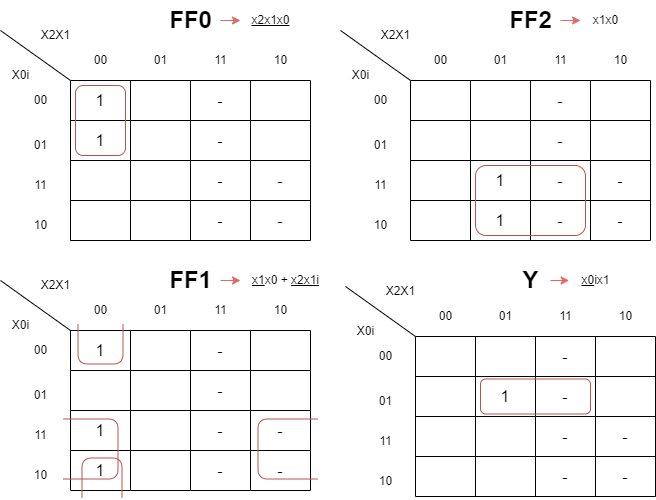 FF0 → x2x1x0
X2X1
X0i
00 01 11 10
00 1 -
01 1 -
11 - -
10 - -
FF2 → x1x0
X2X1
X0i
00 01 11 10
00 -
01 -
11 1 - -
10 1 - -
FF1 → x1x0 + x2x1i
X2X1
X0i
00 01 11 10
00 1 -
01 -
11 1 - -
10 1 - -
Y → x0ix1
X2X1
X0i
00 01 11 10
00 -
01 1 -
11 - -
10 - -